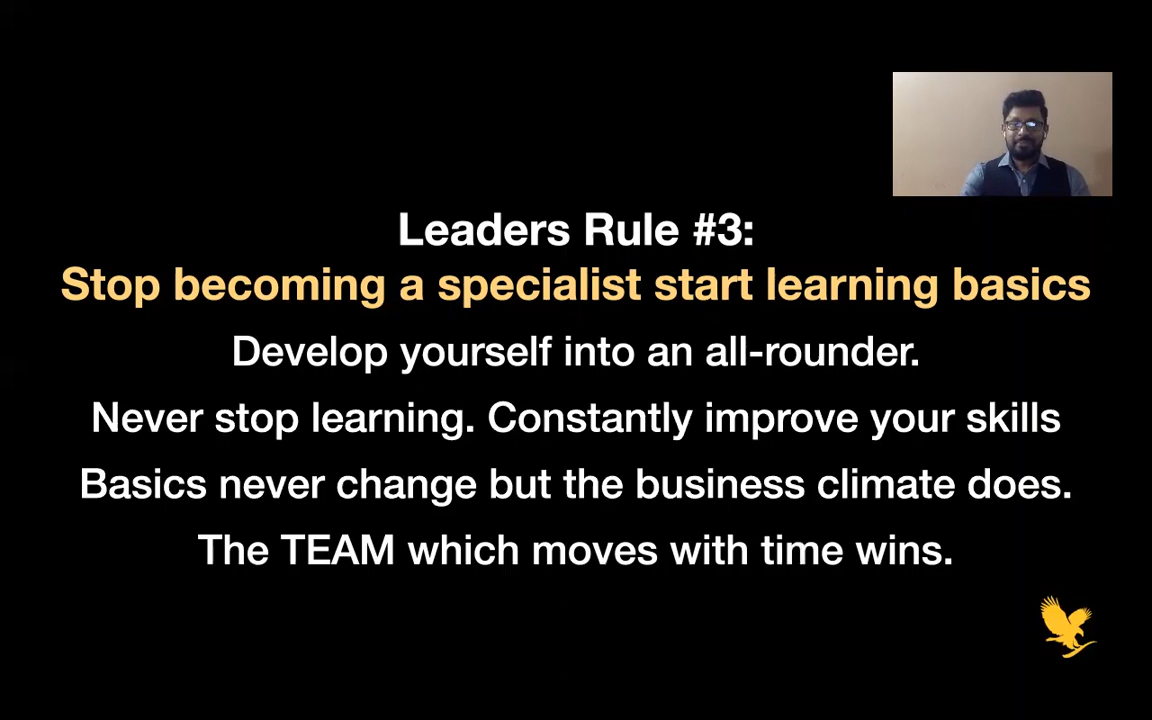 Leaders Rule #3:
Stop becoming a specialist start learning basics
Develop yourself into an all-rounder.
Never stop learning. Constantly improve your skills
Basics never change but the business climate does.
The TEAM which moves with time wins.